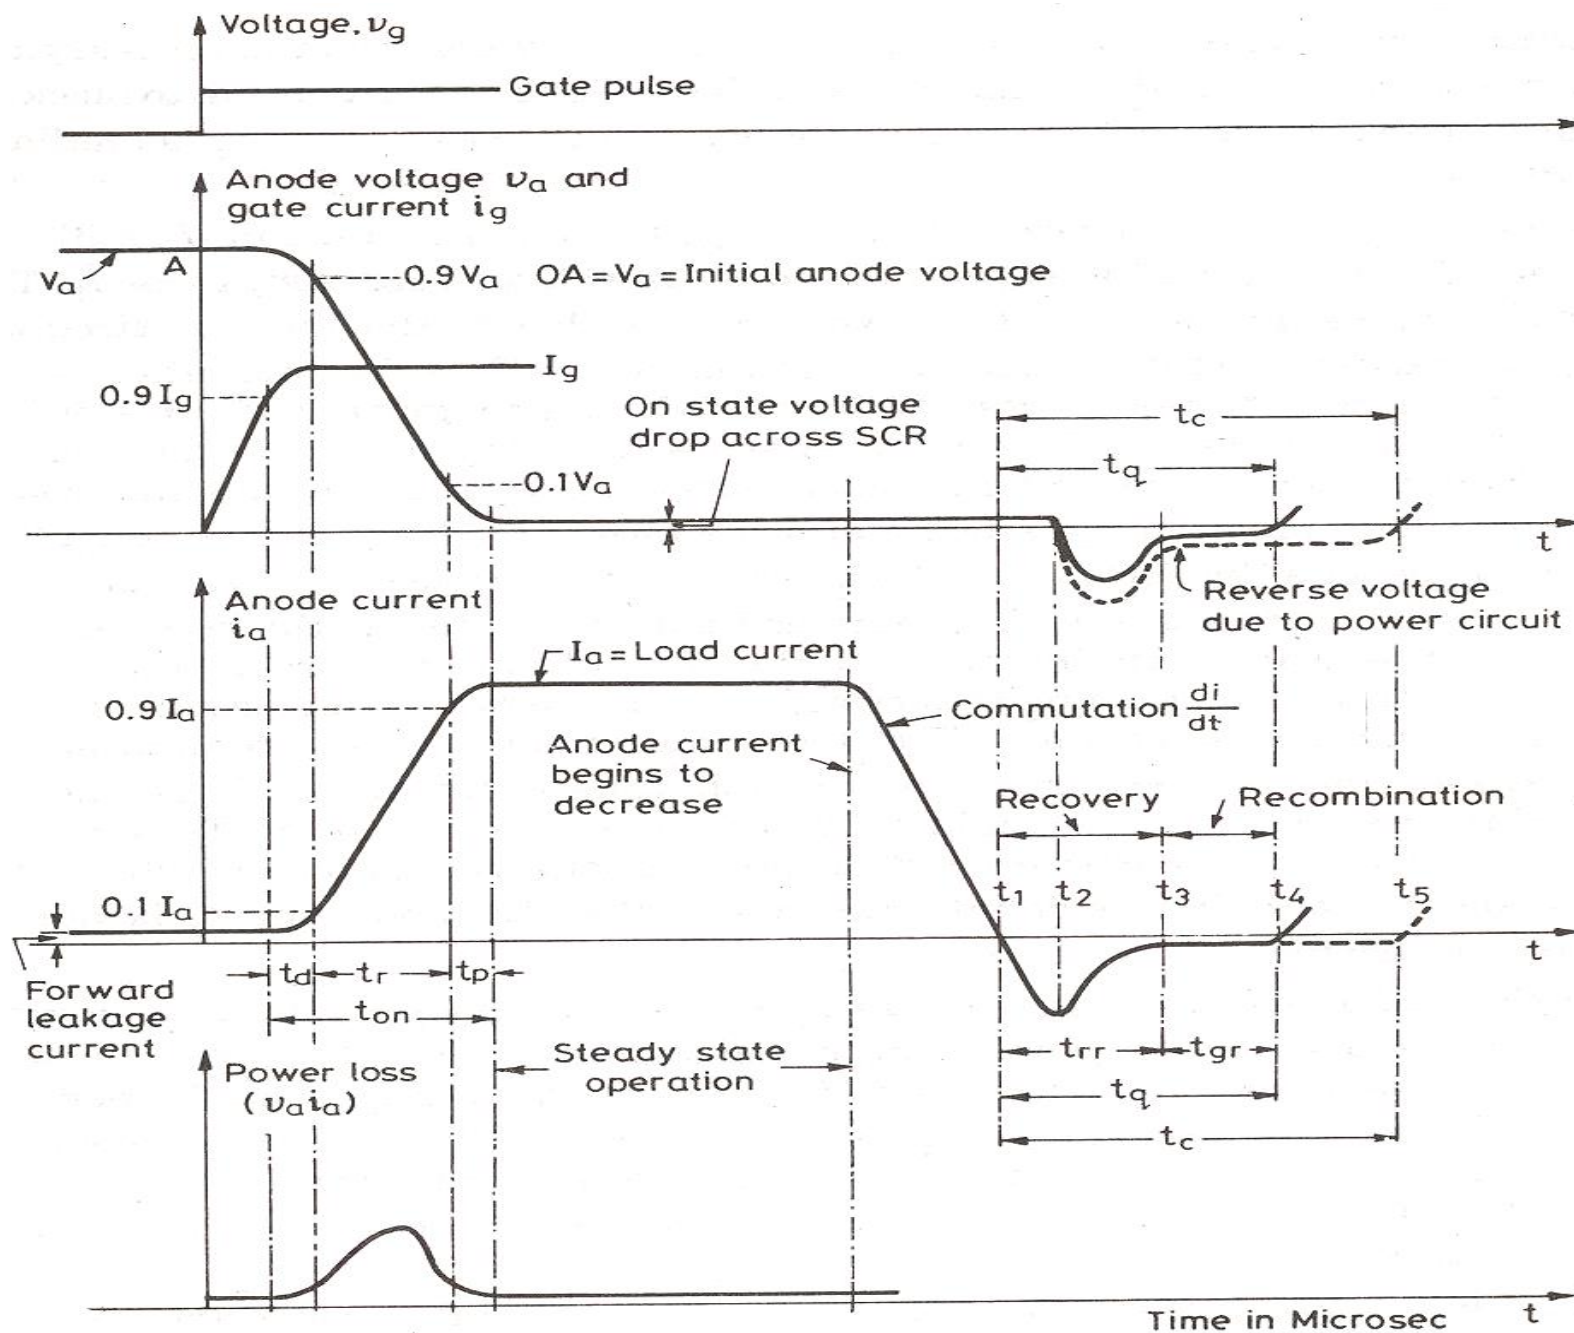 Voltage, νg
Gate pulse
Anode voltage νa and
gate current ig
Va
A
0.9 Va OA = Va = Initial anode voltage
Ig
0.9 Ig
On state voltage
drop across SCR
tc
tq
0.1 Va
t
Reverse voltage
due to power circuit
Anode current
ia
Ia = Load current
0.9 Ia
Commutation di/dt
Anode current
begins to
decrease
Recovery
Recombination
0.1 Ia
t1 t2 t3 t4 t5
t
td tr tp
Forward
leakage
current
ton
trr tgr
Steady state
operation
Power loss
(νa ia)
tq
tc
Time in Microsec t